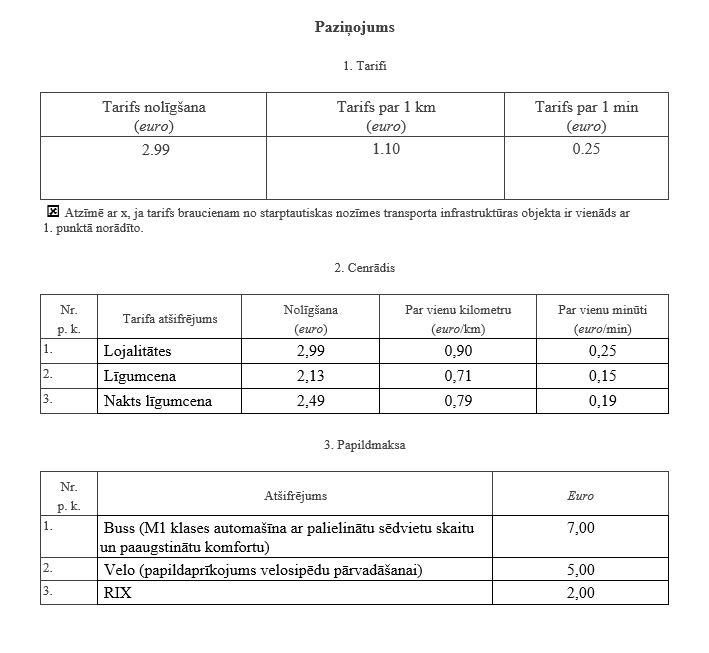 Paziņojums
1. Tarifi
Tarifs nolīgšana Tarifs par 1 km Tarifs par 1 min
(euro) (euro) (euro)
2.99 1.10 0.25
☒ Atzīmē ar x, ja tarifs braucienam no starptautiskas nozīmes transporta infrastruktūras objekta ir vienāds ar
1. punktā norādīto.
2. Cenrādis
Nr. Nolīgšana Par vienu kilometru Par vienu minūti
Tarifa atšifrējums
p. k. (euro) (euro/km) (euro/min)
1. Lojalitātes 2,99 0,90 0,25
2. Līgumcena 2,13 0,71 0,15
3. Nakts līgumcena 2,49 0,79 0,19
3. Papildmaksa
Nr.
Atšifrējums Euro
p. k.
1. Buss (M1 klases automašīna ar palielinātu sēdvietu skaitu 7,00
un paaugstinātu komfortu)
2. Velo (papildaprīkojums velosipēdu pārvadāšanai) 5,00
3. RIX 2,00